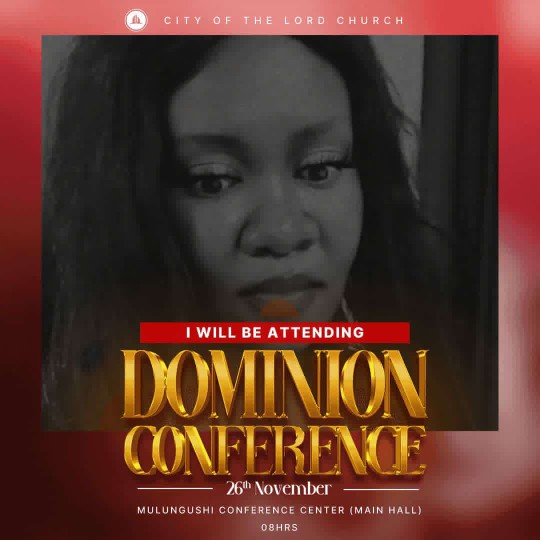 CITY OF THE LORD CHURCH
I WILL BE ATTENDING
DOMINION
CONFERENCE
26th November
MULUNGUSHI CONFERENCE CENTER (MAIN HALL)
08HRS